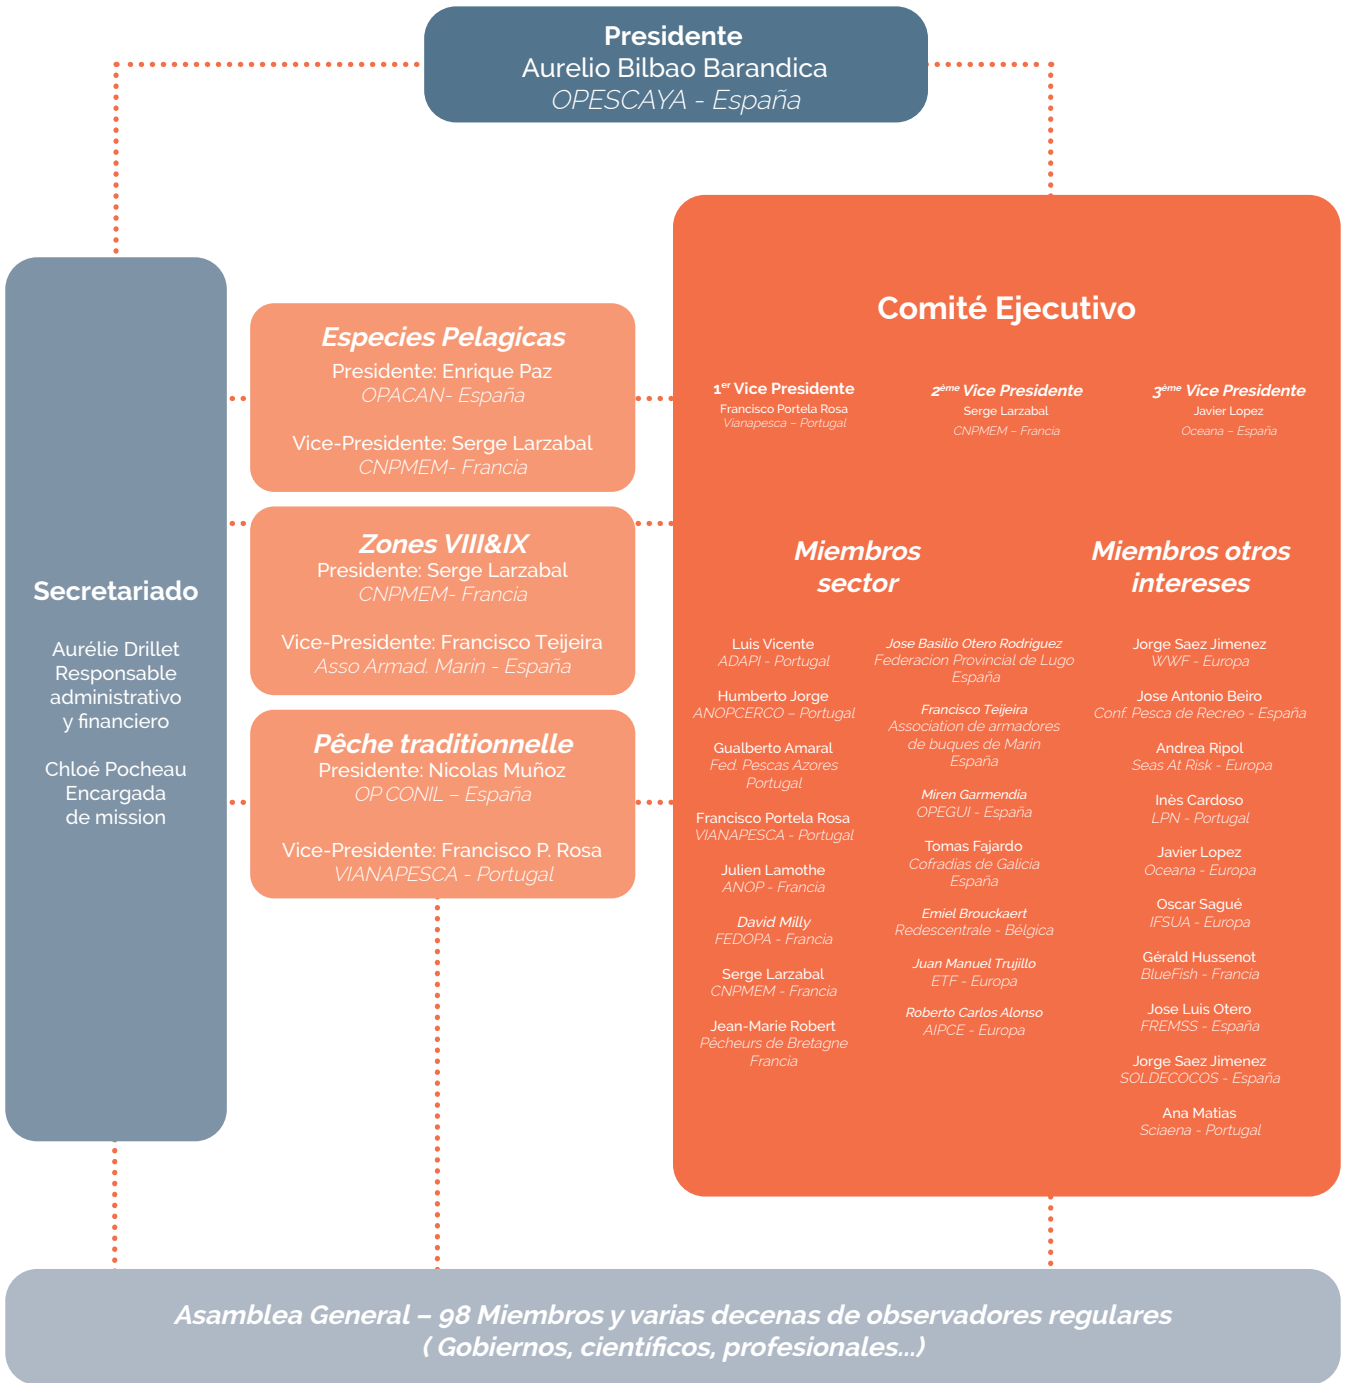 Presidente
Aurelio Bilbao Barandica
OPESCAYA - España
Secretariado
Aurélie Drillet
Responsable
administrativo
y financiero
Chloé Pocheau
Encargada
de mission
Especies Pelagicas
Presidente: Enrique Paz
OPACAN- España
Vice-Presidente: Serge Larzabal
CNPMEM- Francia
Zones VIII&IX
Presidente: Serge Larzabal
CNPMEM- Francia
Vice-Presidente: Francisco Teijeira
Asso Armad. Marin - España
Pêche traditionnelle
Presidente: Nicolas Muñoz
OP CONIL – España
Vice-Presidente: Francisco P. Rosa
VIANAPESCA - Portugal
Comité Ejecutivo
1er Vice Presidente
Francisco Portela Rosa
Vianapesca – Portugal
2ème Vice Presidente
Serge Larzabal
CNPMEM – Francia
3ème Vice Presidente
Javier Lopez
Oceana – España
Miembros
sector
Luis Vicente
ADAPI - Portugal
Humberto Jorge
ANOPCERCO – Portugal
Gualberto Amaral
Fed. Pescas Azores
Portugal
Francisco Portela Rosa
VIANAPESCA - Portugal
Julien Lamothe
ANOP - Francia
David Milly
FEDOPA - Francia
Serge Larzabal
CNPMEM - Francia
Jean-Marie Robert
Pêcheurs de Bretagne
Francia
Jose Basilio Otero Rodriguez
Federacion Provincial de Lugo
España
Francisco Teijeira
Association de armadores
de buques de Marin
España
Miren Garmendia
OPEGUI - España
Tomas Fajardo
Cofradias de Galicia
España
Emiel Brouckaert
Redescentrale - Bélgica
Juan Manuel Trujillo
ETF - Europa
Roberto Carlos Alonso
AIPCE - Europa
Miembros otros
intereses
Jorge Saez Jimenez
WWF - Europa
Jose Antonio Beiro
Conf. Pesca de Recreo - España
Andrea Ripol
Seas At Risk - Europa
Inès Cardoso
LPN - Portugal
Javier Lopez
Oceana - Europa
Oscar Sagué
IFSUA - Europa
Gérald Hussenot
BlueFish - Francia
Jose Luis Otero
FREMSS - España
Jorge Saez Jimenez
SOLDECOCOS - España
Ana Matias
Sciaena - Portugal
Asamblea General – 98 Miembros y varias decenas de observadores regulares
( Gobiernos, científicos, profesionales...)